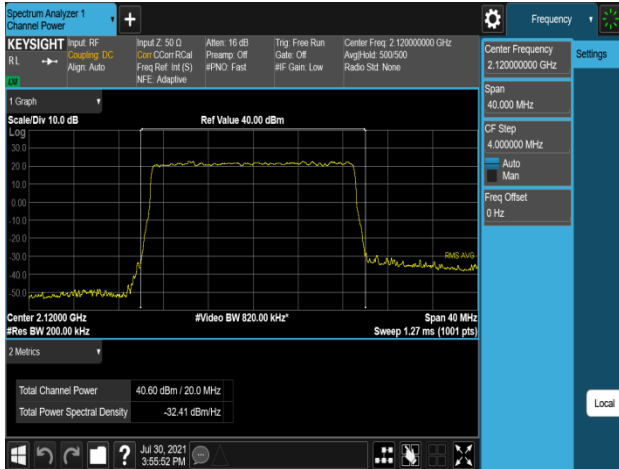 Spectrum Analyzer 1
Channel Power
+
Frequency
KEYSIGHT
R L
LU
Input: RF
Coupling: DC
Align: Auto
Input Z: 50 Ω
Corr CCorr RCal
Freq Ref: Int (S)
NFE: Adaptive
Atten: 16 dB
Preamp: Off
#PNO: Fast
Trig: Free Run
Gate: Off
#IF Gain: Low
Center Freq: 2.120000000 GHz
Avg|Hold: 500/500
Radio Std: None
Center Frequency
2.120000000 GHz
Settings
Span
40.000 MHz
CF Step
4.000000 MHz
Auto
Man
Freq Offset
0 Hz
Local
1 Graph
Scale/Div 10.0 dB
Ref Value 40.00 dBm
Log
30.0
20.0
10.0
0.00
-10.0
-20.0
-30.0
-40.0
-50.0
RMS AVG
Center 2.12000 GHz
#Video BW 820.00 kHz*
Span 40 MHz
#Res BW 200.00 kHz
Sweep 1.27 ms (1001 pts)
2 Metrics
Total Channel Power 40.60 dBm / 20.0 MHz
Total Power Spectral Density -32.41 dBm/Hz
?
Jul 30, 2021
3:55:52 PM